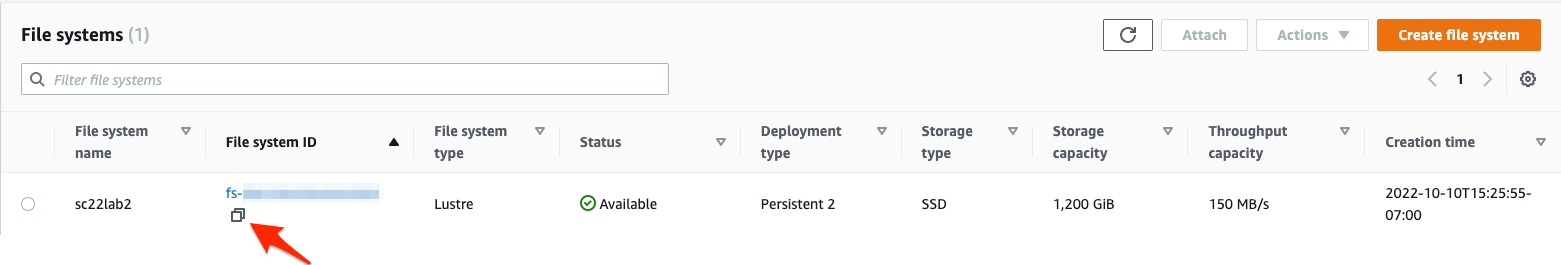 File systems (1)
Attach
Actions
Create file system
Filter file systems
1
File system name
File system ID
File system type
Status
Deployment type
Storage type
Storage capacity
Throughput capacity
Creation time
sc22lab2
fs-
Lustre
Available
Persistent 2
SSD
1,200 GiB
150 MB/s
2022-10-10T15:25:55-
07:00